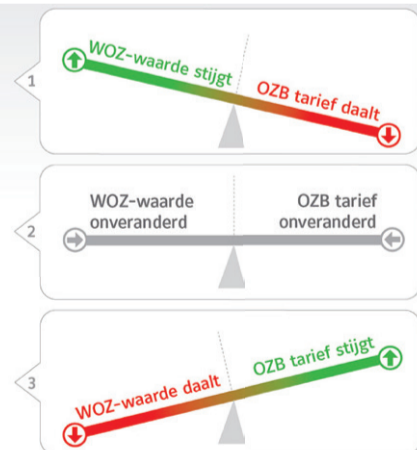 1
WOZ-waarde stijgt
OZB tarief daalt
2
WOZ-waarde
onveranderd
OZB tarief
onveranderd
3
WOZ-waarde daalt
OZB tarief stijgt